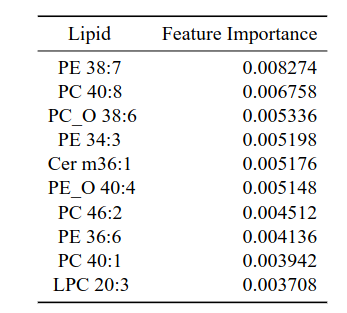 Lipid Feature Importance
PE 38:7 0.008274
PC 40:8 0.006758
PC_O 38:6 0.005336
PE 34:3 0.005198
Cer m36:1 0.005176
PE_O 40:4 0.005148
PC 46:2 0.004512
PE 36:6 0.004136
PC 40:1 0.003942
LPC 20:3 0.003708